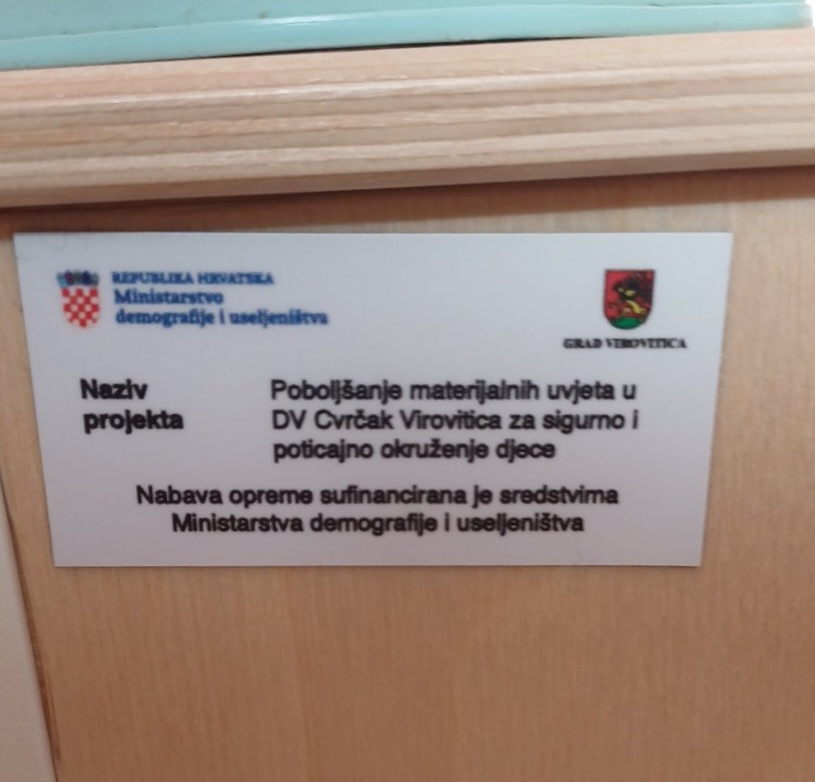 REPUBLIKA HRVATSKA
Ministarstvo
demografije i useljeništva
GRAD VIROVITICA
Naziv projekta
Poboljšanje materijalnih uvjeta u
DV Cvrčak Virovitica za sigurno i
poticajno okruženje djece
Nabava opreme sufinancirana je sredstvima
Ministarstva demografije i useljeništva